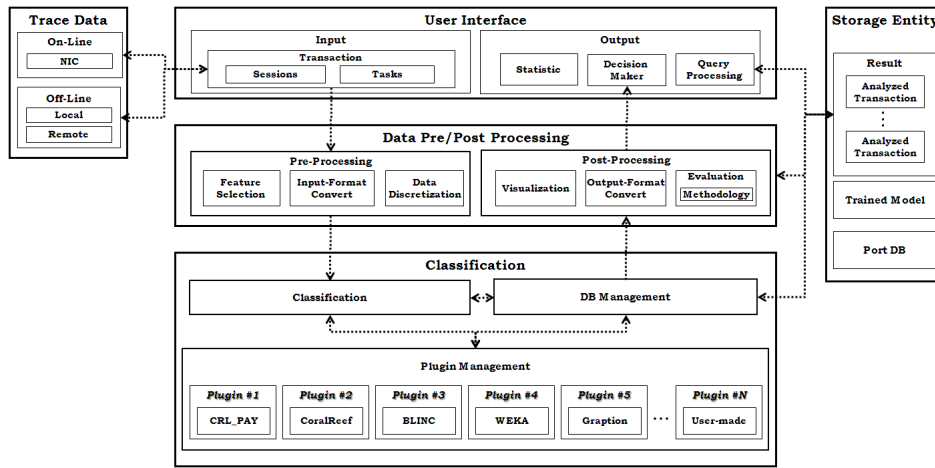 Trace Data
On-Line
NIC
Off-Line
Local
Remote
User Interface
Input
Transaction
Sessions
Tasks
Output
Statistic
Decision
Maker
Query
Processing
Data Pre/Post Processing
Pre-Processing
Feature
Selection
Input-Format
Convert
Data
Discretization
Post-Processing
Visualization
Output-Format
Convert
Evaluation
Methodology
Classification
Classification
DB Management
Plugin Management
Plugin #1
CRL_PAY
Plugin #2
CoralReef
Plugin #3
BLINC
Plugin #4
WEKA
Plugin #5
Graption
...
Plugin #N
User-made
Storage Entity
Result
Analyzed
Transaction
Analyzed
Transaction
Trained Model
Port DB